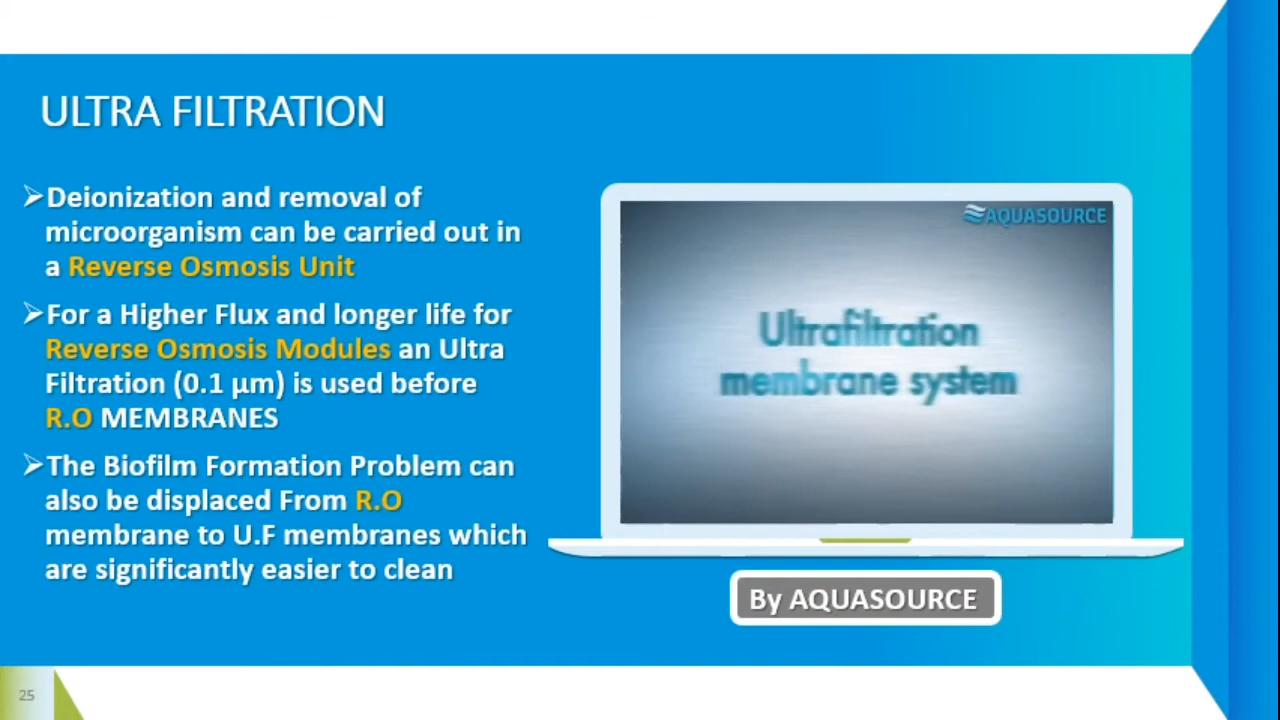 ULTRA FILTRATION
➢Deionization and removal of
microorganism can be carried out in
a Reverse Osmosis Unit
➢For a Higher Flux and longer life for
Reverse Osmosis Modules an Ultra
Filtration (0.1 µm) is used before
R.O MEMBRANES
➢The Biofilm Formation Problem can
also be displaced From R.O
membrane to U.F membranes which
are significantly easier to clean
AQUASOURCE
Ultrafiltration
membrane system
By AQUASOURCE
25